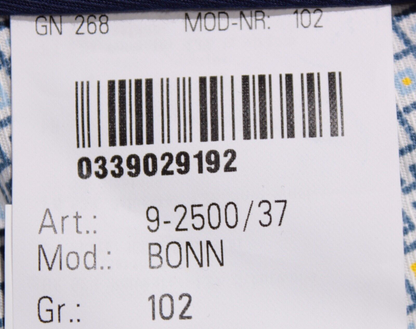 GN 268 MOD-NR: 102
0339029192
Art.: 9-2500/37
Mod.: BONN
Gr.: 102